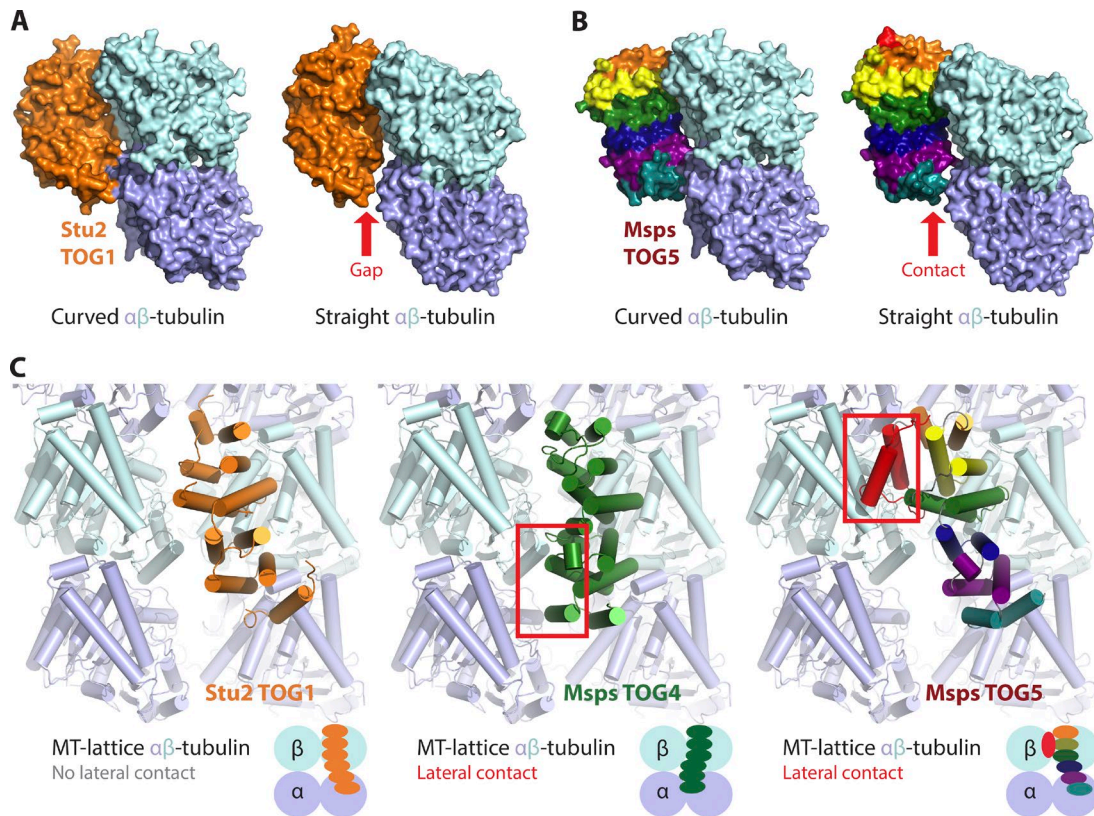 A
B
Stu2
TOG1
Gap
Msps
TOG5
Contact
Curved αβ-tubulin
Straight αβ-tubulin
Curved αβ-tubulin
Straight αβ-tubulin
C
Stu2 TOG1
Msps TOG4
Msps TOG5
MT-lattice αβ-tubulin
No lateral contact
β
α
MT-lattice αβ-tubulin
Lateral contact
β
α
MT-lattice αβ-tubulin
Lateral contact
β
α